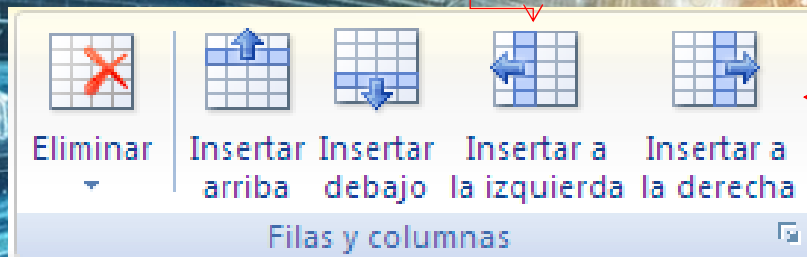 Eliminar
Insertar arriba
Insertar debajo
Insertar a la izquierda
Insertar a la derecha
Filas y columnas